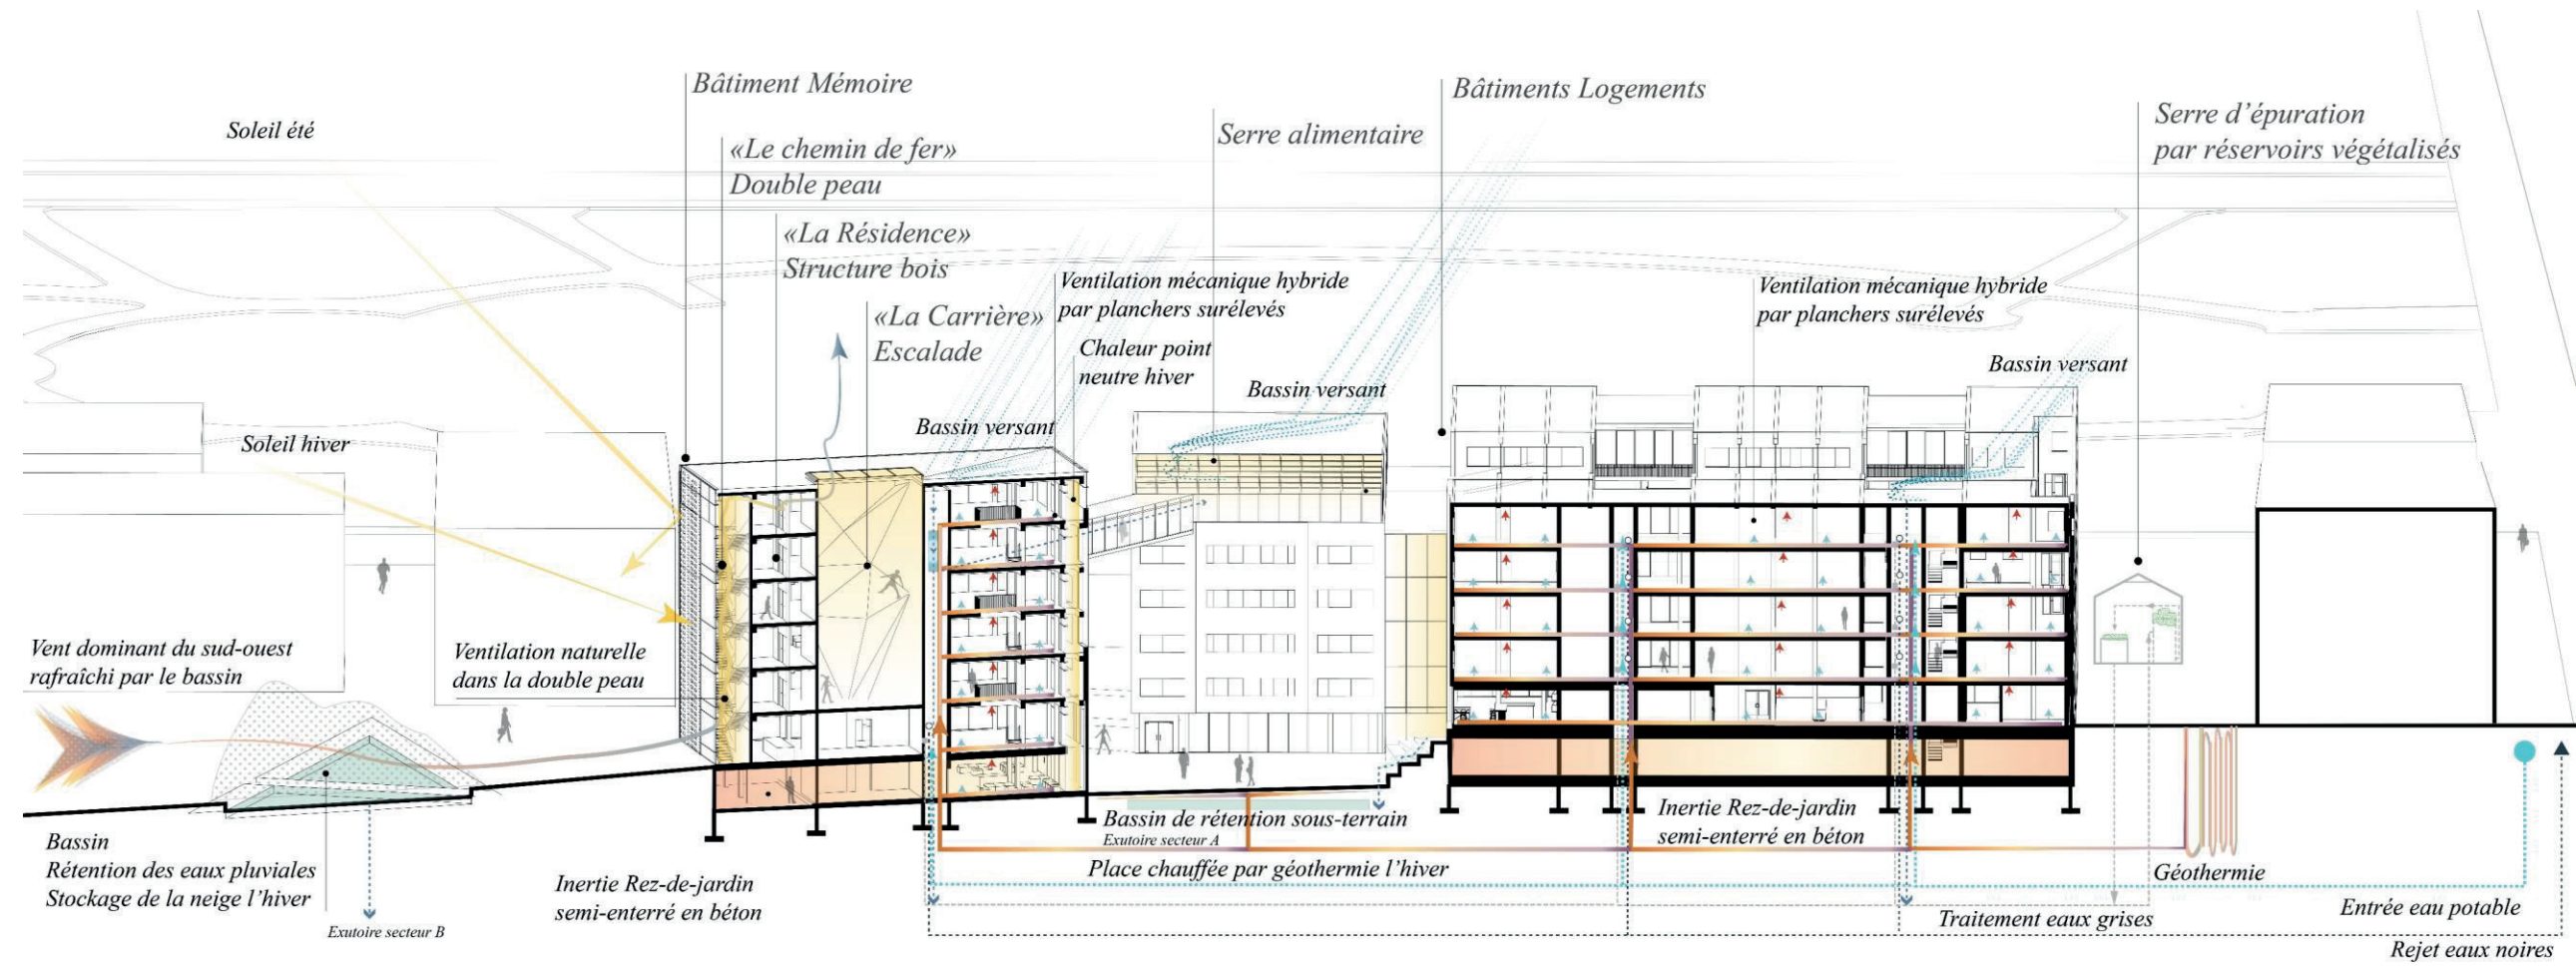 Bâtiment Mémoire
Bâtiments Logements
Serre d’épuration
par réservoirs végétalisés
Soleil été
Serre alimentaire
«Le chemin de fer»
Double peau
«La Résidence»
Structure bois
Ventilation mécanique hybride
par planchers surélevés
Ventilation mécanique hybride
par planchers surélevés
«La Carrière»
Escalade
Chaleur point
neutre hiver
Bassin versant
Bassin versant
Bassin versant
Soleil hiver
Vent dominant du sud-ouest
rafraîchi par le bassin
Ventilation naturelle
dans la double peau
Bassin
Rétention des eaux pluviales
Stockage de la neige l’hiver
Exutoire secteur B
Inertie Rez-de-jardin
semi-enterré en béton
Bassin de rétention sous-terrain
Exutoire secteur A
Place chauffée par géothermie l’hiver
Inertie Rez-de-jardin
semi-enterré en béton
Géothermie
Traitement eaux grises
Entrée eau potable
Rejet eaux noires